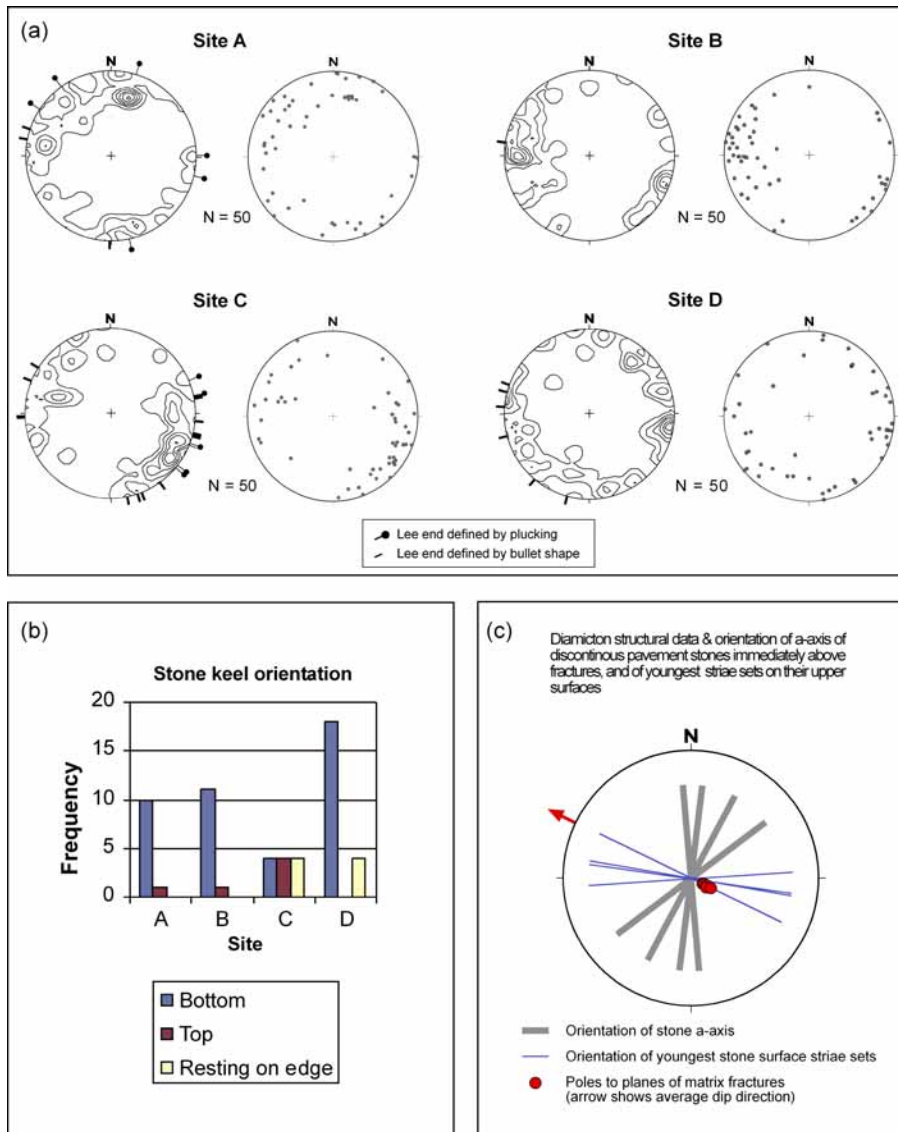 (a)
Site A
Site B
N
N
N = 50
N = 50
Site C
Site D
N
N
N
N
N = 50
N = 50
Lee end defined by plucking
Lee end defined by bullet shape
(b)
Stone keel orientation
20
15
10
5
0
Frequency
A B C D
Site
Bottom
Top
Resting on edge
(c)
Diamicton structural data & orientation of a-axis of
discontinous pavement stones immediately above
fractures, and of youngest striae sets on their upper
surfaces
N
Orientation of stone a-axis
Orientation of youngest stone surface striae sets
Poles to planes of matrix fractures
(arrow shows average dip direction)